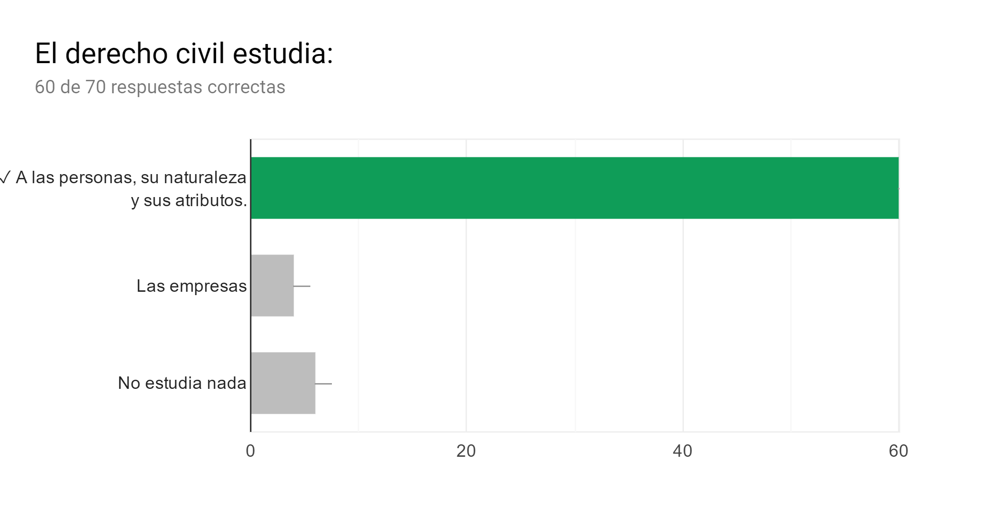 El derecho civil estudia:
60 de 70 respuestas correctas
✓ A las personas, su naturaleza
y sus atributos.
Las empresas
No estudia nada
0 20 40 60